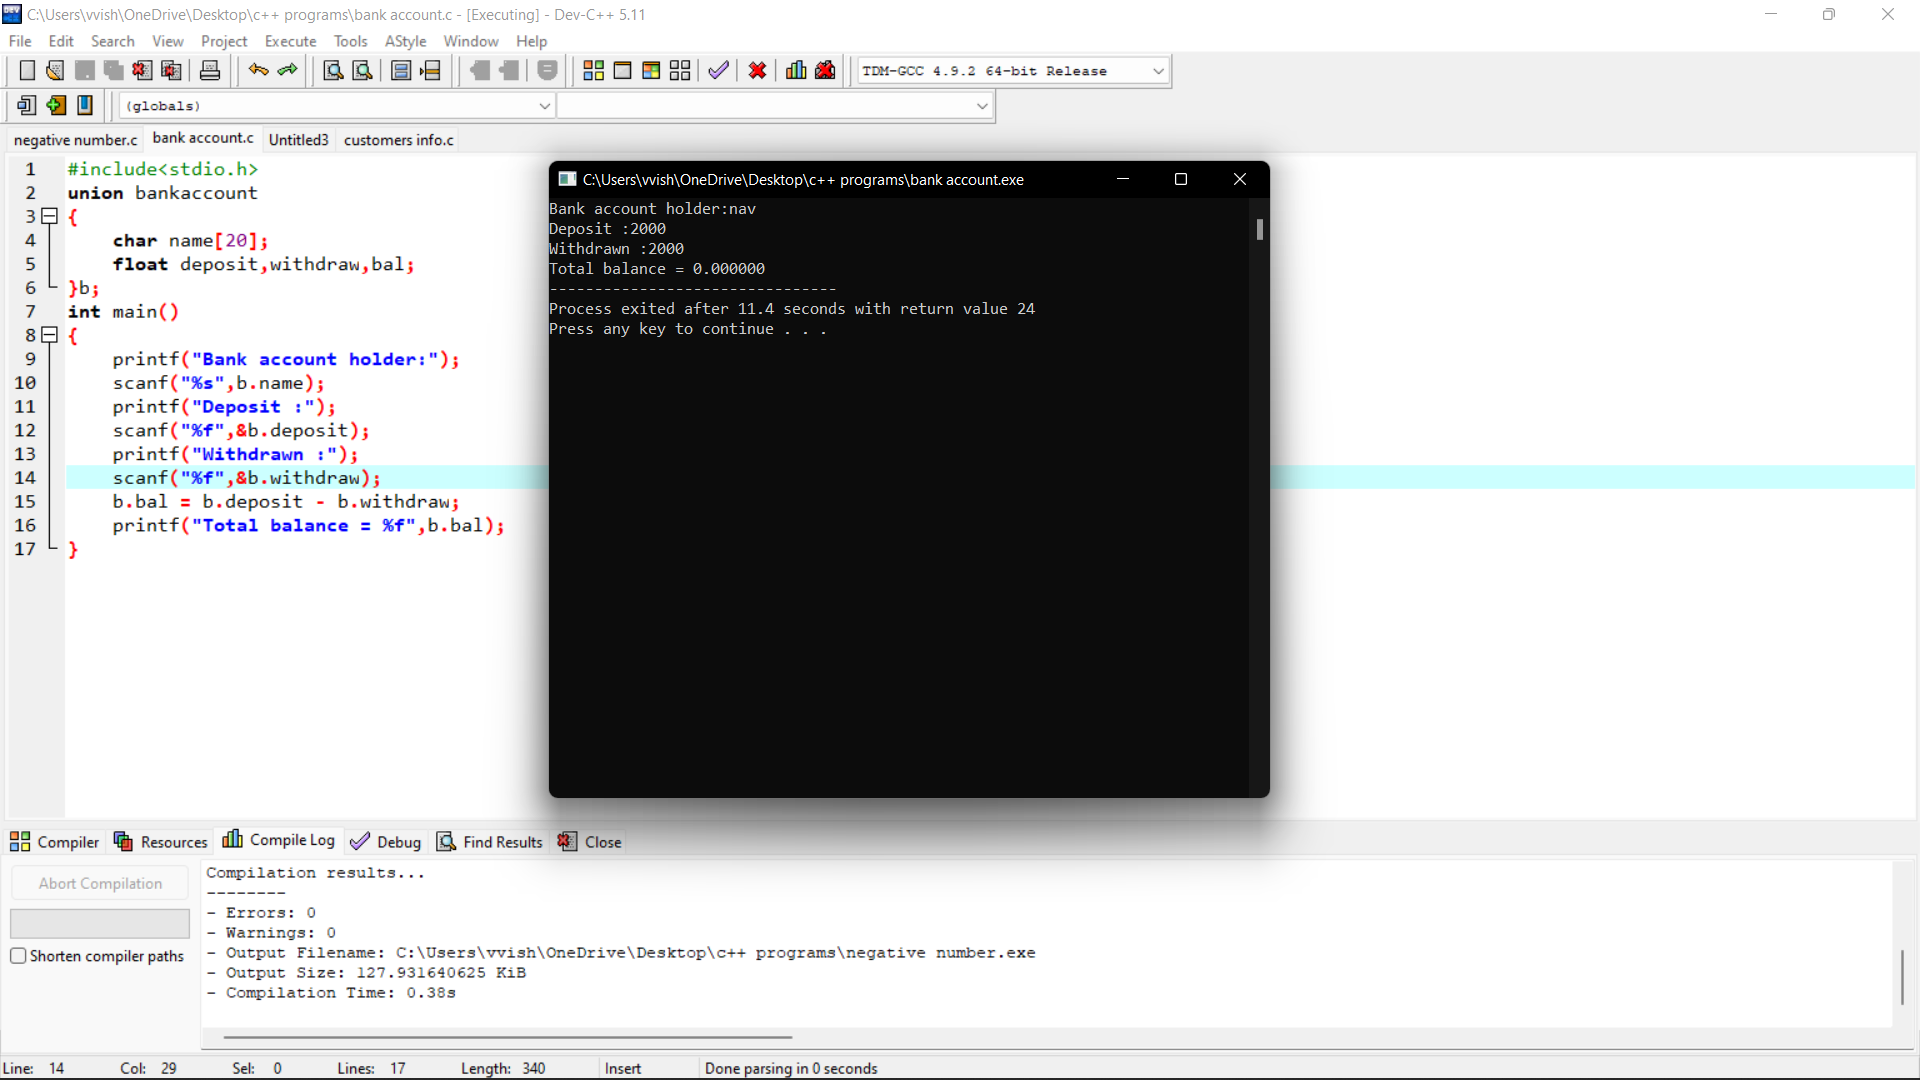 C:\Users\vvish\OneDrive\Desktop\c++ programs\bank account.c - [Executing] - Dev-C++ 5.11
File Edit Search View Project Execute Tools AStyle Window Help
TDM-GCC 4.9.2 64-bit Release
(globals)
negative number.c bank account.c Untitled3 customers info.c
1 #include<stdio.h>
2 union bankaccount
3 {
4 char name[20];
5 float deposit,withdraw,bal;
6 }b;
7 int main()
8 {
9 printf("Bank account holder:");
10 scanf("%s",b.name);
11 printf("Deposit :");
12 scanf("%f",&b.deposit);
13 printf("Withdrawn :");
14 scanf("%f",&b.withdraw);
15 b.bal = b.deposit - b.withdraw;
16 printf("Total balance = %f",b.bal);
17 }
C:\Users\vvish\OneDrive\Desktop\c++ programs\bank account.exe
Bank account holder:nav
Deposit :2000
Withdrawn :2000
Total balance = 0.000000
--------------------------------
Process exited after 11.4 seconds with return value 24
Press any key to continue . . .
Compiler Resources Compile Log Debug Find Results Close
Abort Compilation
Shorten compiler paths
Compilation results...
--------
- Errors: 0
- Warnings: 0
- Output Filename: C:\Users\vvish\OneDrive\Desktop\c++ programs\negative number.exe
- Output Size: 127.931640625 KiB
- Compilation Time: 0.38s
Line: 14 Col: 29 Sel: 0 Lines: 17 Length: 340 Insert Done parsing in 0 seconds